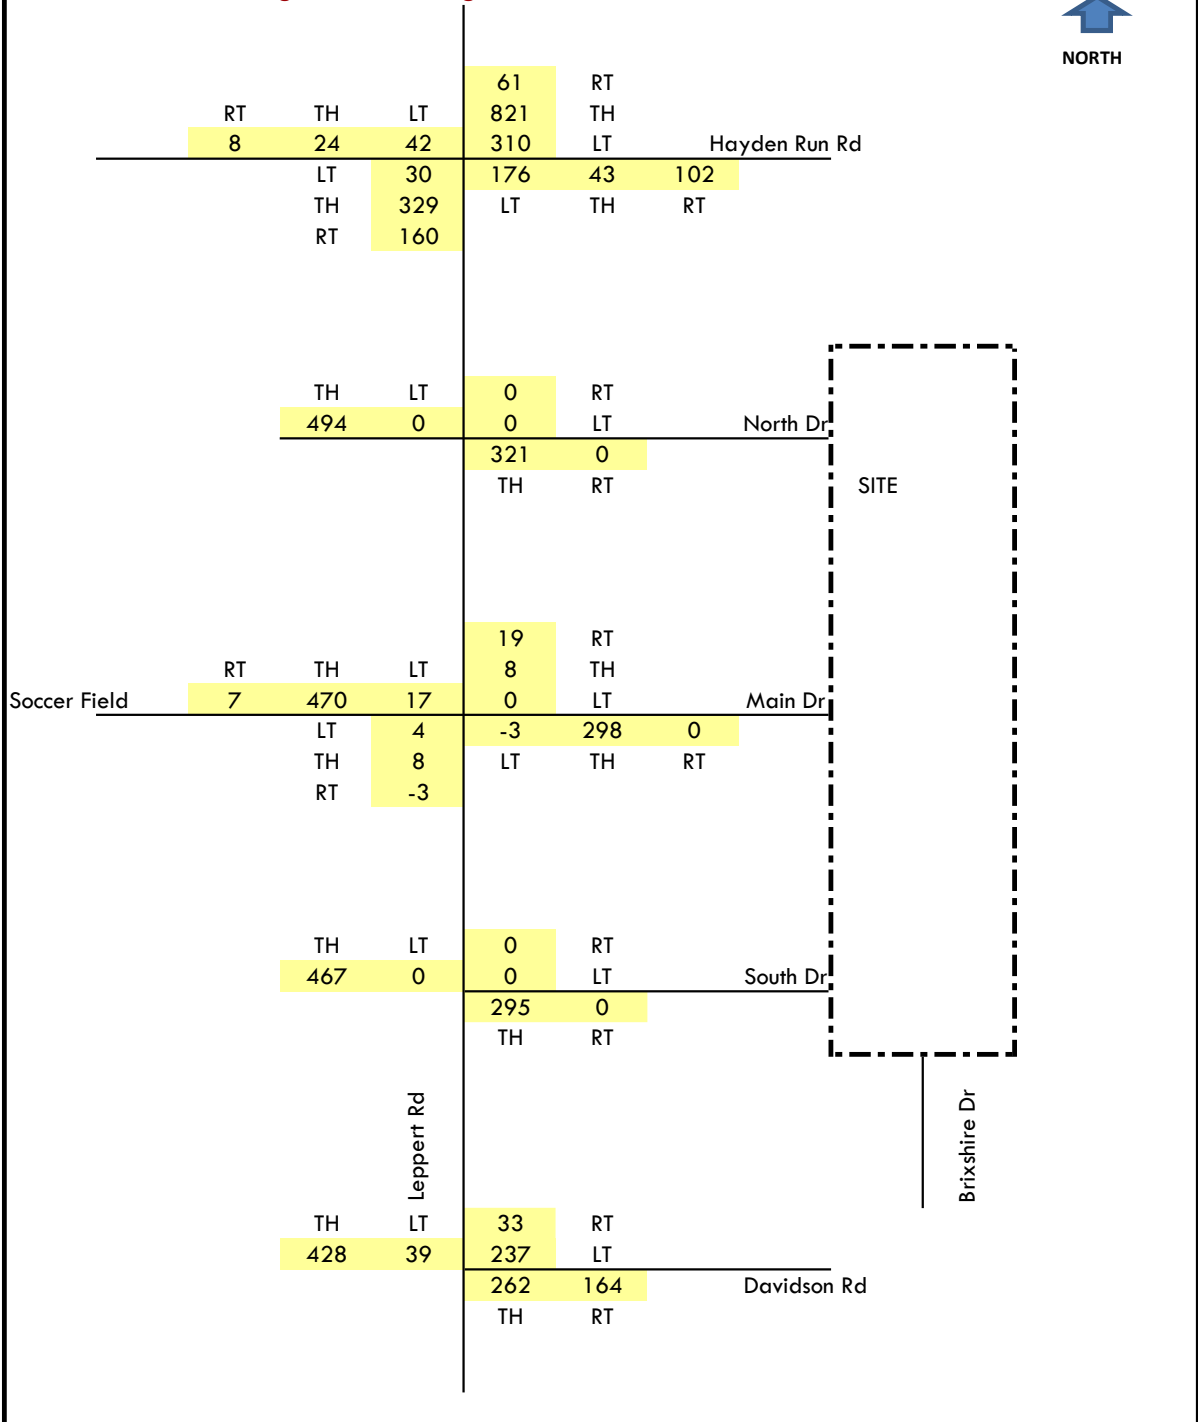 NORTH
61 RT
RT TH LT 821 TH
8 24 42 310 LT Hayden Run Rd
LT 30 176 43 102
TH 329 LT TH RT
RT 160
TH LT 0 RT
494 0 0 LT North Dr
321 0
TH RT SITE
19 RT
RT TH LT 8 TH
Soccer Field 7 470 17 0 LT Main Dr
LT 4 -3 298 0
TH 8 LT TH RT
RT -3
TH LT 0 RT
467 0 0 LT South Dr
295 0
TH RT
Leppert Rd
Brixshire Dr
TH LT 33 RT
428 39 237 LT
262 164 Davidson Rd
TH RT